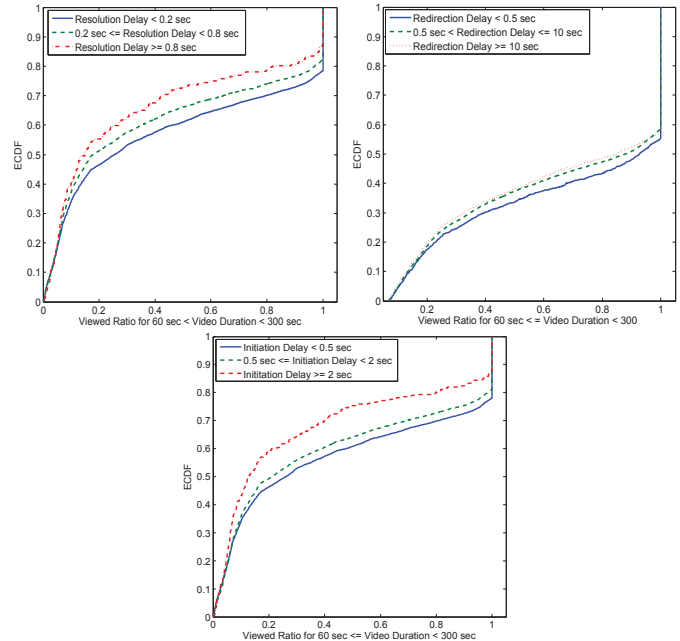 Resolution Delay < 0.2 sec
0.2 sec <= Resolution Delay < 0.8 sec
Resolution Delay >= 0.8 sec
1
0.9
0.8
0.7
0.6
0.5
0.4
0.3
0.2
0.1
0
ECDF
0 0.2 0.4 0.6 0.8 1
Viewed Ratio for 60 sec < Video Duration < 300 sec
Redirection Delay < 0.5 sec
0.5 sec < Redirection Delay <= 10 sec
Redirection Delay >= 10 sec
1
0.9
0.8
0.7
0.6
0.5
0.4
0.3
0.2
0.1
0
ECDF
0.2 0.4 0.6 0.8 1
Viewed Ratio for 60 sec <= Video Duration < 300
Initiation Delay < 0.5 sec
0.5 sec <= Initiation Delay < 2 sec
Inititation Delay >= 2 sec
1
0.9
0.8
0.7
0.6
0.5
0.4
0.3
0.2
0.1
0
ECDF
0 0.2 0.4 0.6 0.8 1
Viewed Ratio for 60 sec <= Video Duration < 300 sec